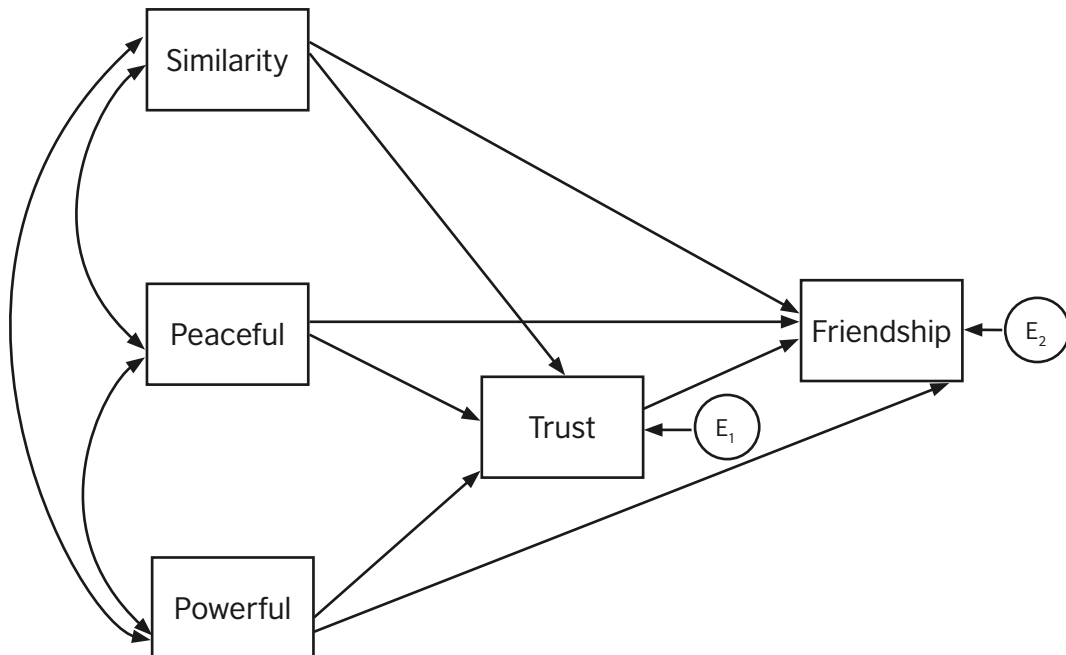 Similarity
Peaceful
Friendship
E₂
Trust
E₁
Powerful